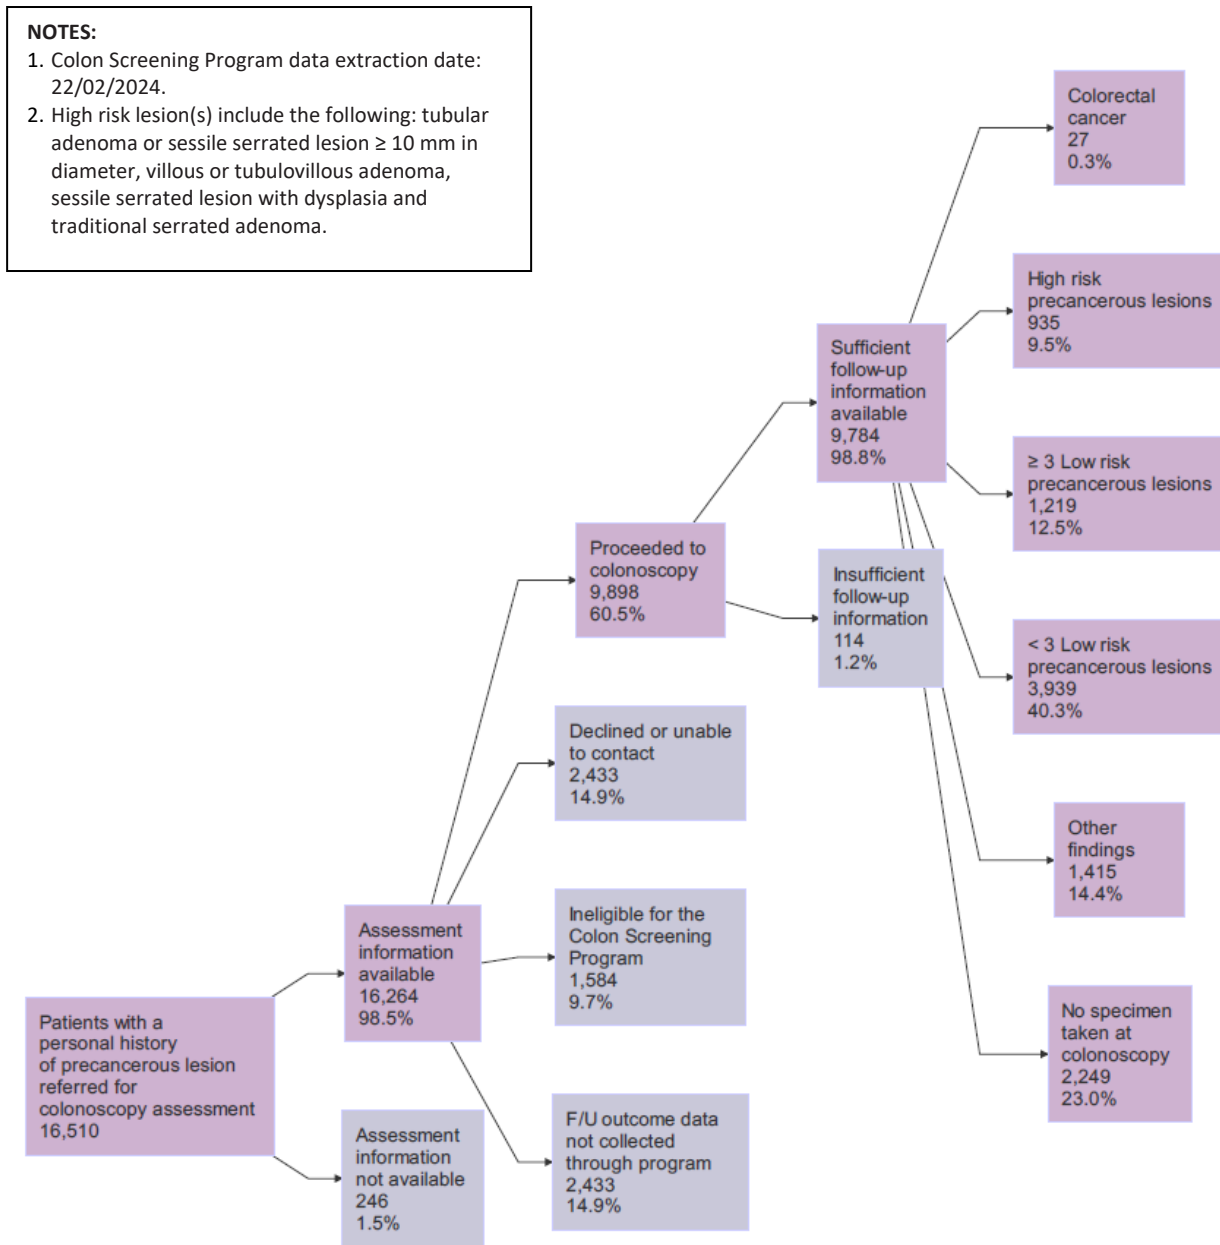 NOTES:
1. Colon Screening Program data extraction date:
22/02/2024.
2. High risk lesion(s) include the following: tubular
adenoma or sessile serrated lesion ≥ 10 mm in
diameter, villous or tubulovillous adenoma,
sessile serrated lesion with dysplasia and
traditional serrated adenoma.
Patients with a
personal history
of precancerous lesion
referred for
colonoscopy assessment
16,510
Assessment
information
available
16,264
98.5%
Assessment
information
not available
246
1.5%
Proceeded to
colonoscopy
9,898
60.5%
Declined or unable
to contact
2,433
14.9%
Ineligible for the
Colon Screening
Program
1,584
9.7%
F/U outcome data
not collected
through program
2,433
14.9%
Sufficient
follow-up
information
available
9,784
98.8%
Insufficient
follow-up
information
114
1.2%
Colorectal
cancer
27
0.3%
High risk
precancerous lesions
935
9.5%
≥ 3 Low risk
precancerous lesions
1,219
12.5%
< 3 Low risk
precancerous lesions
3,939
40.3%
Other
findings
1,415
14.4%
No specimen
taken at
colonoscopy
2,249
23.0%